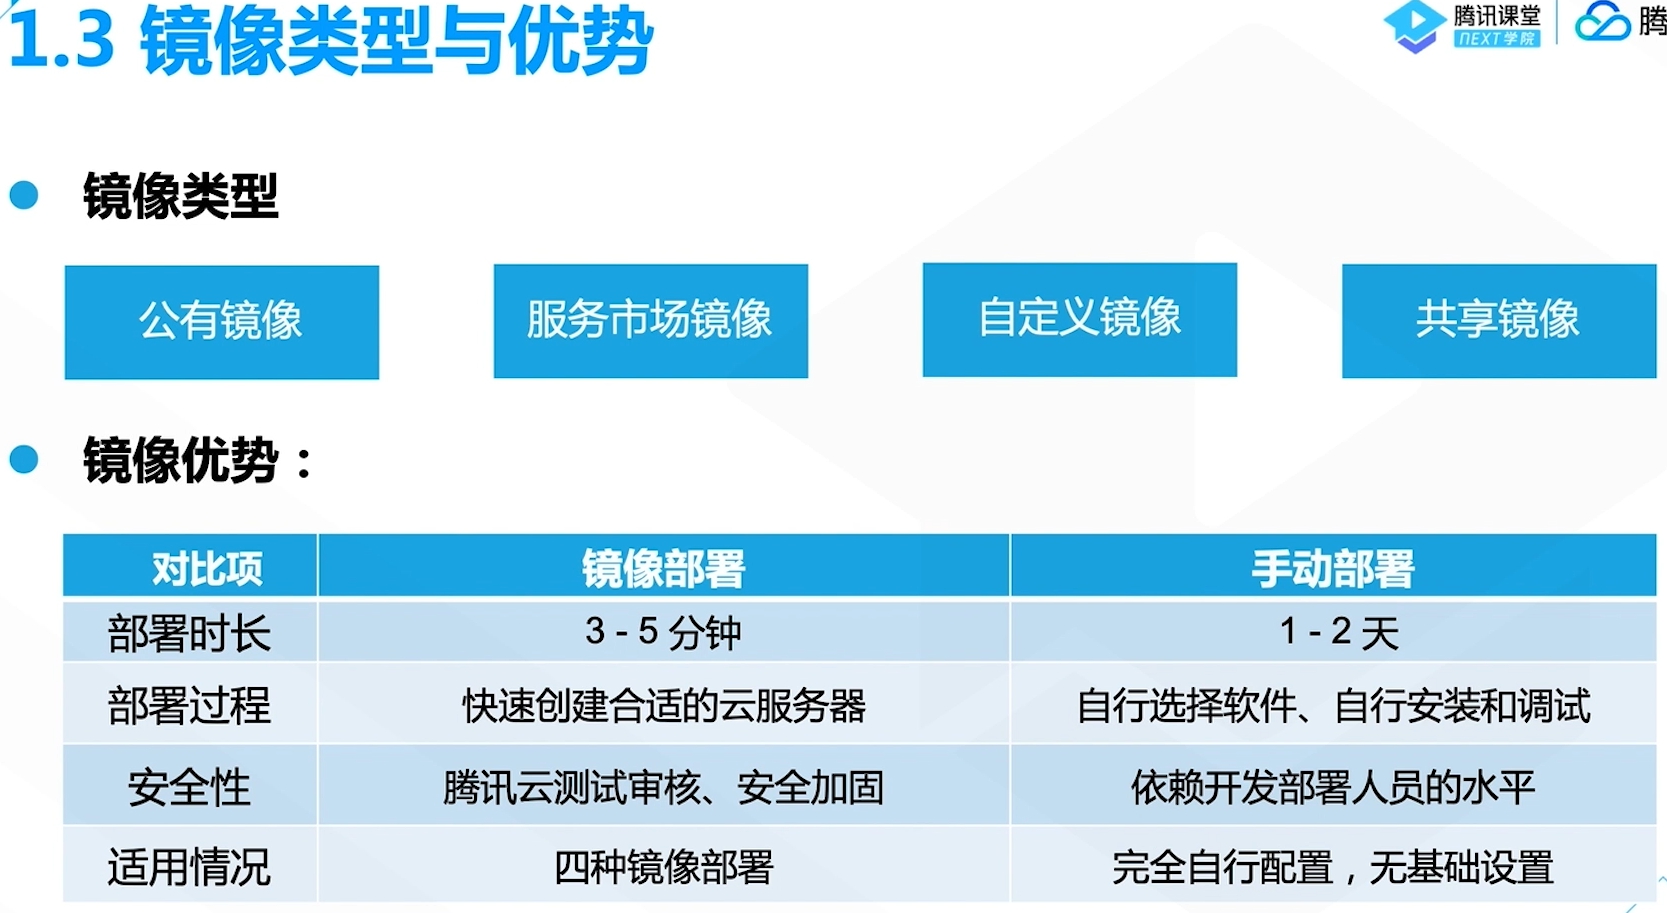 1.3 镜像类型与优势
腾讯课堂
NEXT学院
腾
镜像类型
公有镜像
服务市场镜像
自定义镜像
共享镜像
镜像优势：
对比项 镜像部署 手动部署
部署时长 3 - 5 分钟 1 - 2 天
部署过程 快速创建合适的云服务器 自行选择软件、自行安装和调试
安全性 腾讯云测试审核、安全加固 依赖开发部署人员的水平
适用情况 四种镜像部署 完全自行配置，无基础设置